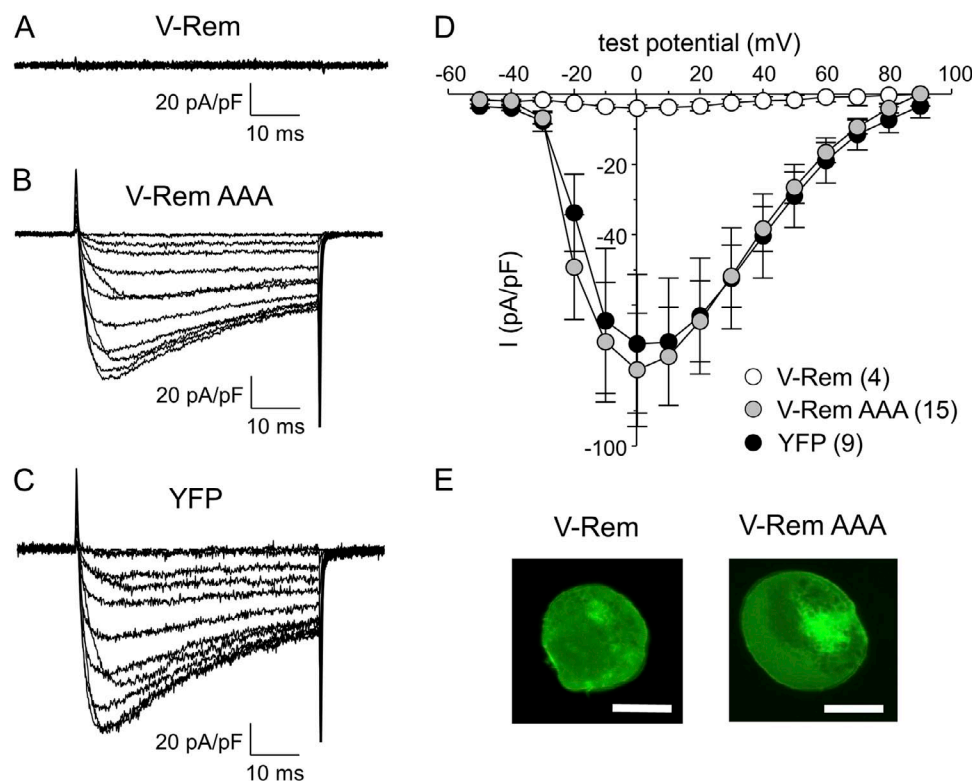 A
V-Rem
20 pA/pF
10 ms
B
V-Rem AAA
20 pA/pF
10 ms
C
YFP
20 pA/pF
10 ms
D
test potential (mV)
-60 -40 -20 0 20 40 60 80 100
-20
-40
I (pA/pF)
-100
V-Rem (4)
V-Rem AAA (15)
YFP (9)
E
V-Rem V-Rem AAA